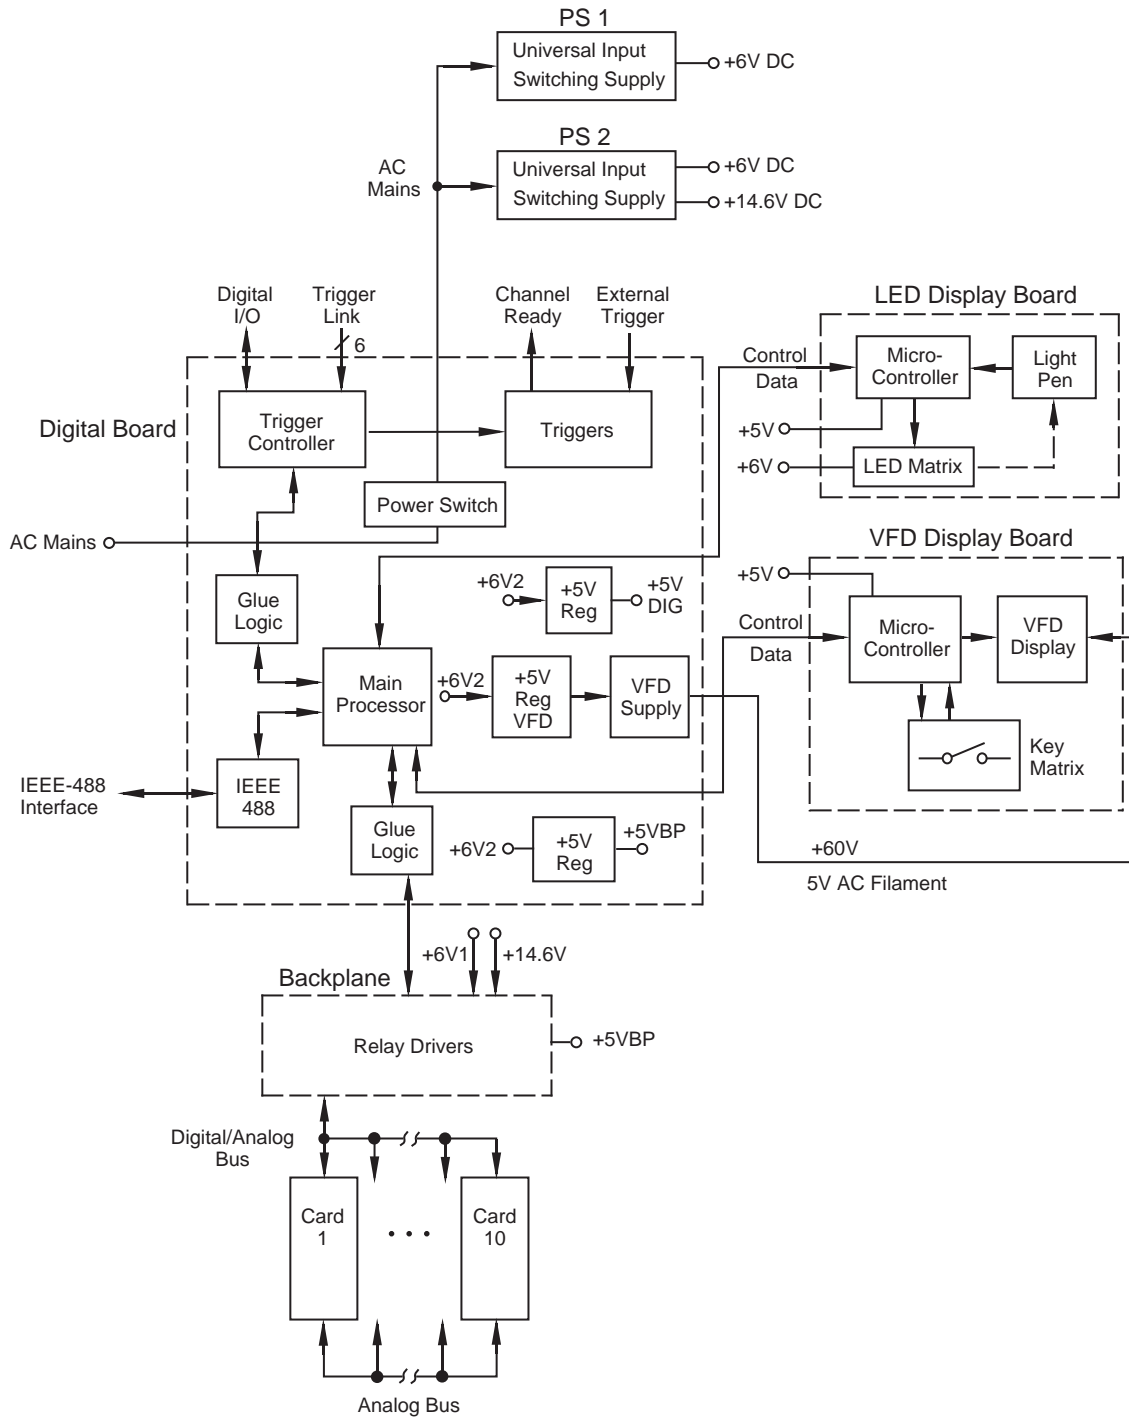 PS 1
Universal Input
Switching Supply
+6V DC
PS 2
AC
Mains
Universal Input
Switching Supply
+6V DC
+14.6V DC
Digital
I/O
Trigger
Link
6
Channel
Ready
External
Trigger
LED Display Board
Control
Data
Micro-
Controller
Light
Pen
+5V
+6V
LED Matrix
Digital Board
Trigger
Controller
Triggers
Power Switch
AC Mains
VFD Display Board
+5V
Glue
Logic
+6V2
+5V
Reg
+5V
DIG
Control
Data
Micro-
Controller
VFD
Display
Main
Processor
+6V2
+5V
Reg
VFD
VFD
Supply
Key
Matrix
IEEE-488
Interface
IEEE
488
Glue
Logic
+6V2
+5V
Reg
+5VBP
+60V
5V AC Filament
+6V1
+14.6V
Backplane
Relay Drivers
+5VBP
Digital/Analog
Bus
Card
1
Card
10
Analog Bus